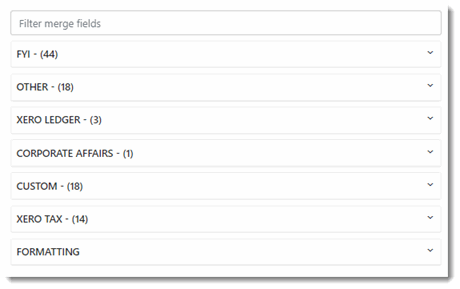 Filter merge fields
FYI - (44)
OTHER - (18)
XERO LEDGER - (3)
CORPORATE AFFAIRS - (1)
CUSTOM - (18)
XERO TAX - (14)
FORMATTING